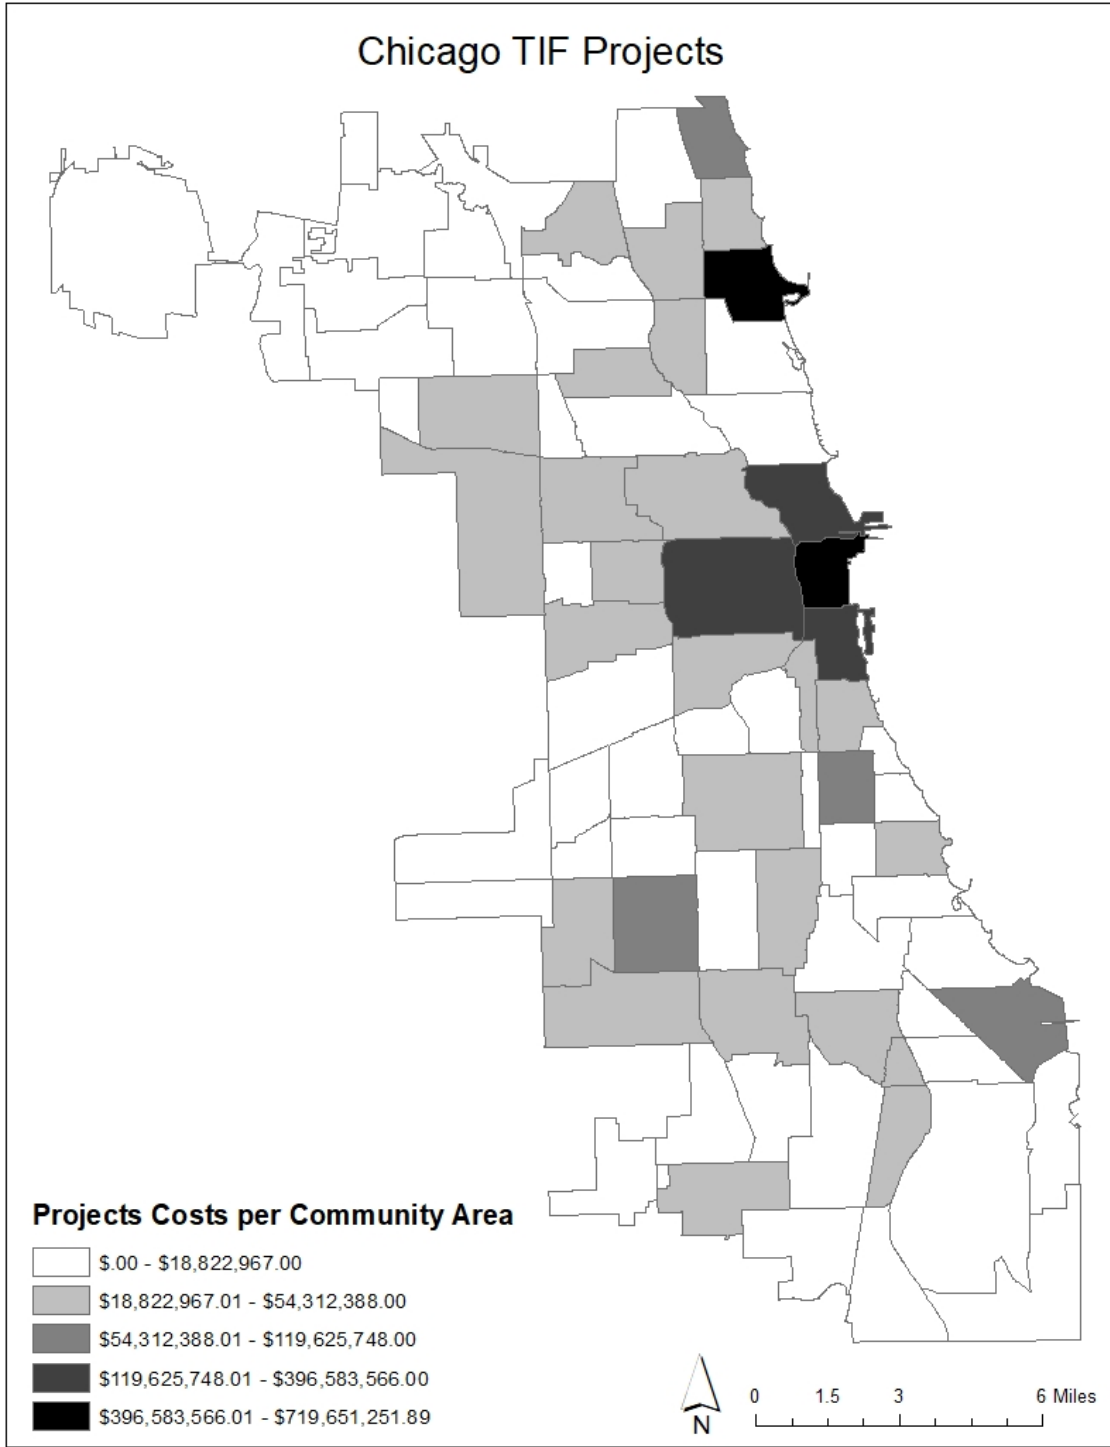 Chicago TIF Projects
Projects Costs per Community Area
$.00 - $18,822,967.00
$18,822,967.01 - $54,312,388.00
$54,312,388.01 - $119,625,748.00
$119,625,748.01 - $396,583,566.00
$396,583,566.01 - $719,651,251.89
N
0 1.5 3 6 Miles